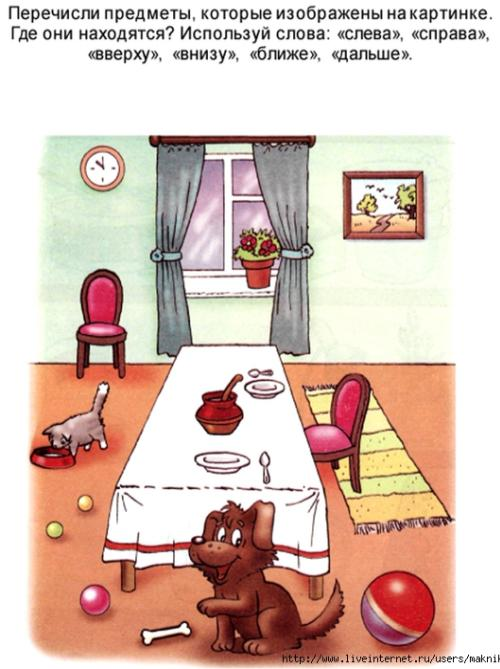 Перечисли предметы, которые изображены на картинке.
Где они находятся? Используй слова: «слева», «справа»,
«вверху», «внизу», «ближе», «дальше».
http://www.liveinternet.ru/users/maknik